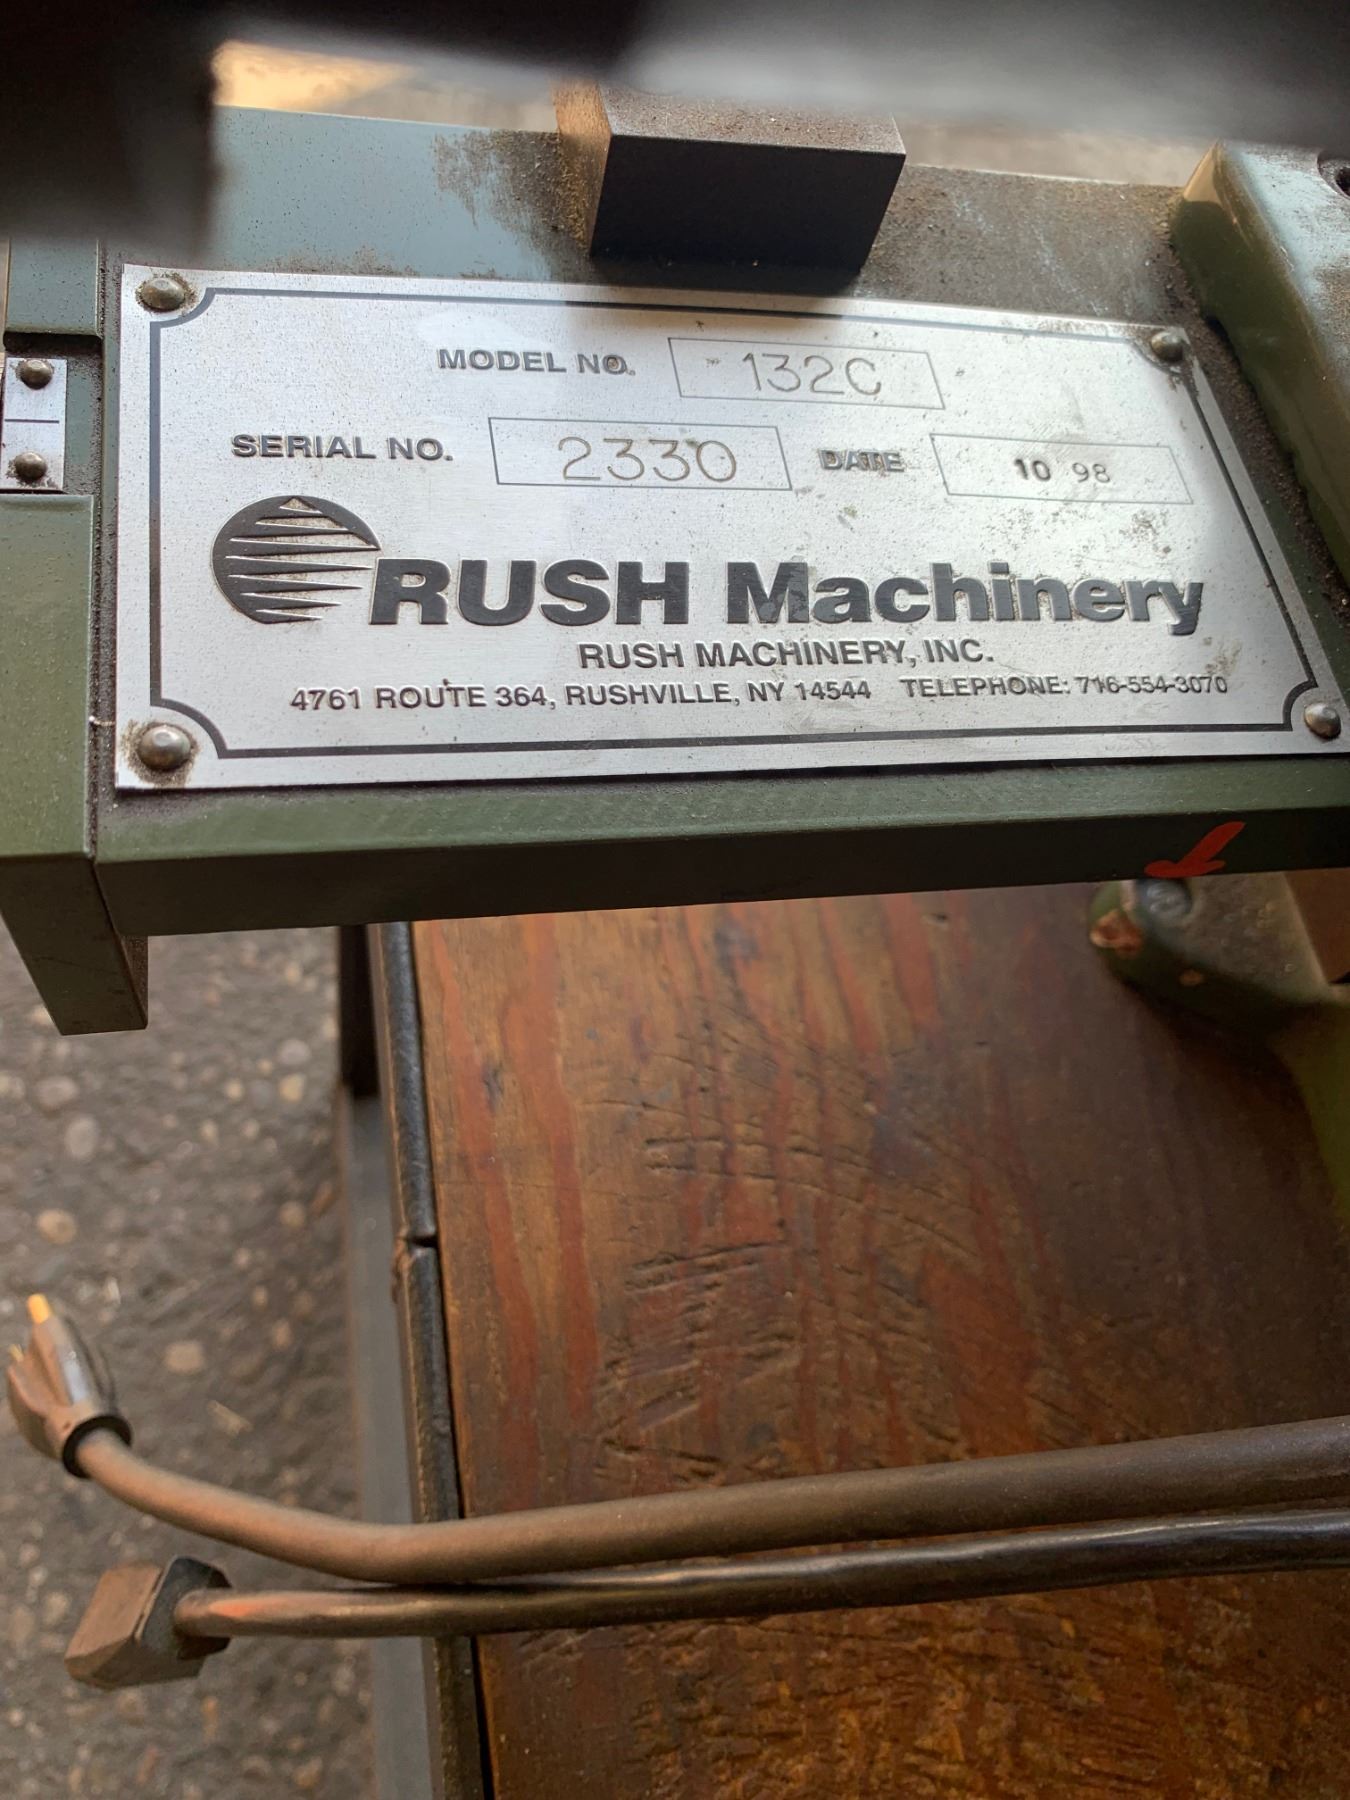 MODEL NO. 132C
SERIAL NO. 2330 DATE 10 98
RUSH Machinery
RUSH MACHINERY, INC.
4761 ROUTE 364, RUSHVILLE, NY 14544 TELEPHONE: 716-554-3070